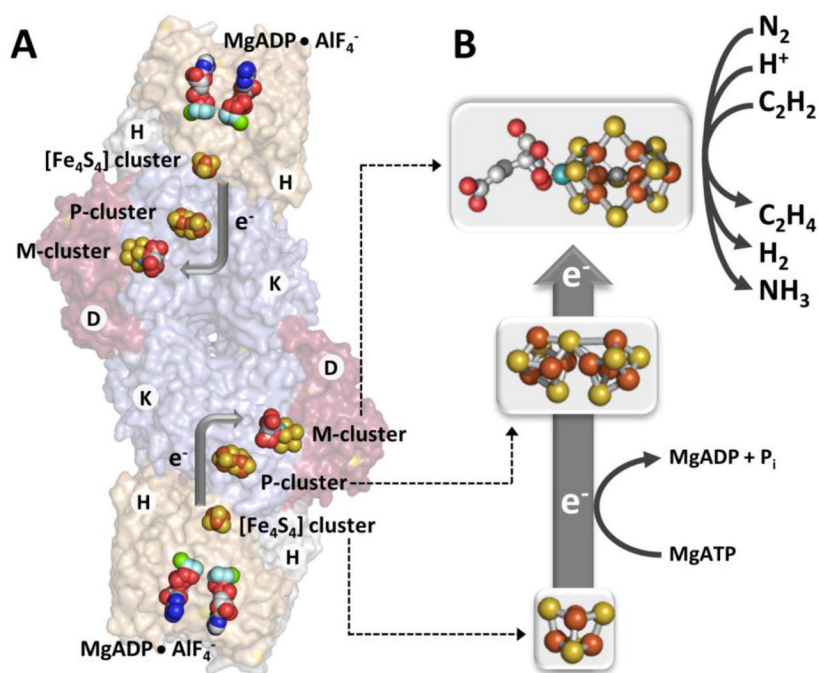 A
MgADP • AlF₄⁻
H
[Fe₄S₄] cluster
H
P-cluster
e⁻
M-cluster
K
D
D
K
M-cluster
e⁻
P-cluster
H
[Fe₄S₄] cluster
H
MgADP • AlF₄⁻
B
N₂
H⁺
C₂H₂
C₂H₄
H₂
NH₃
e⁻
MgADP + Pᵢ
e⁻
MgATP